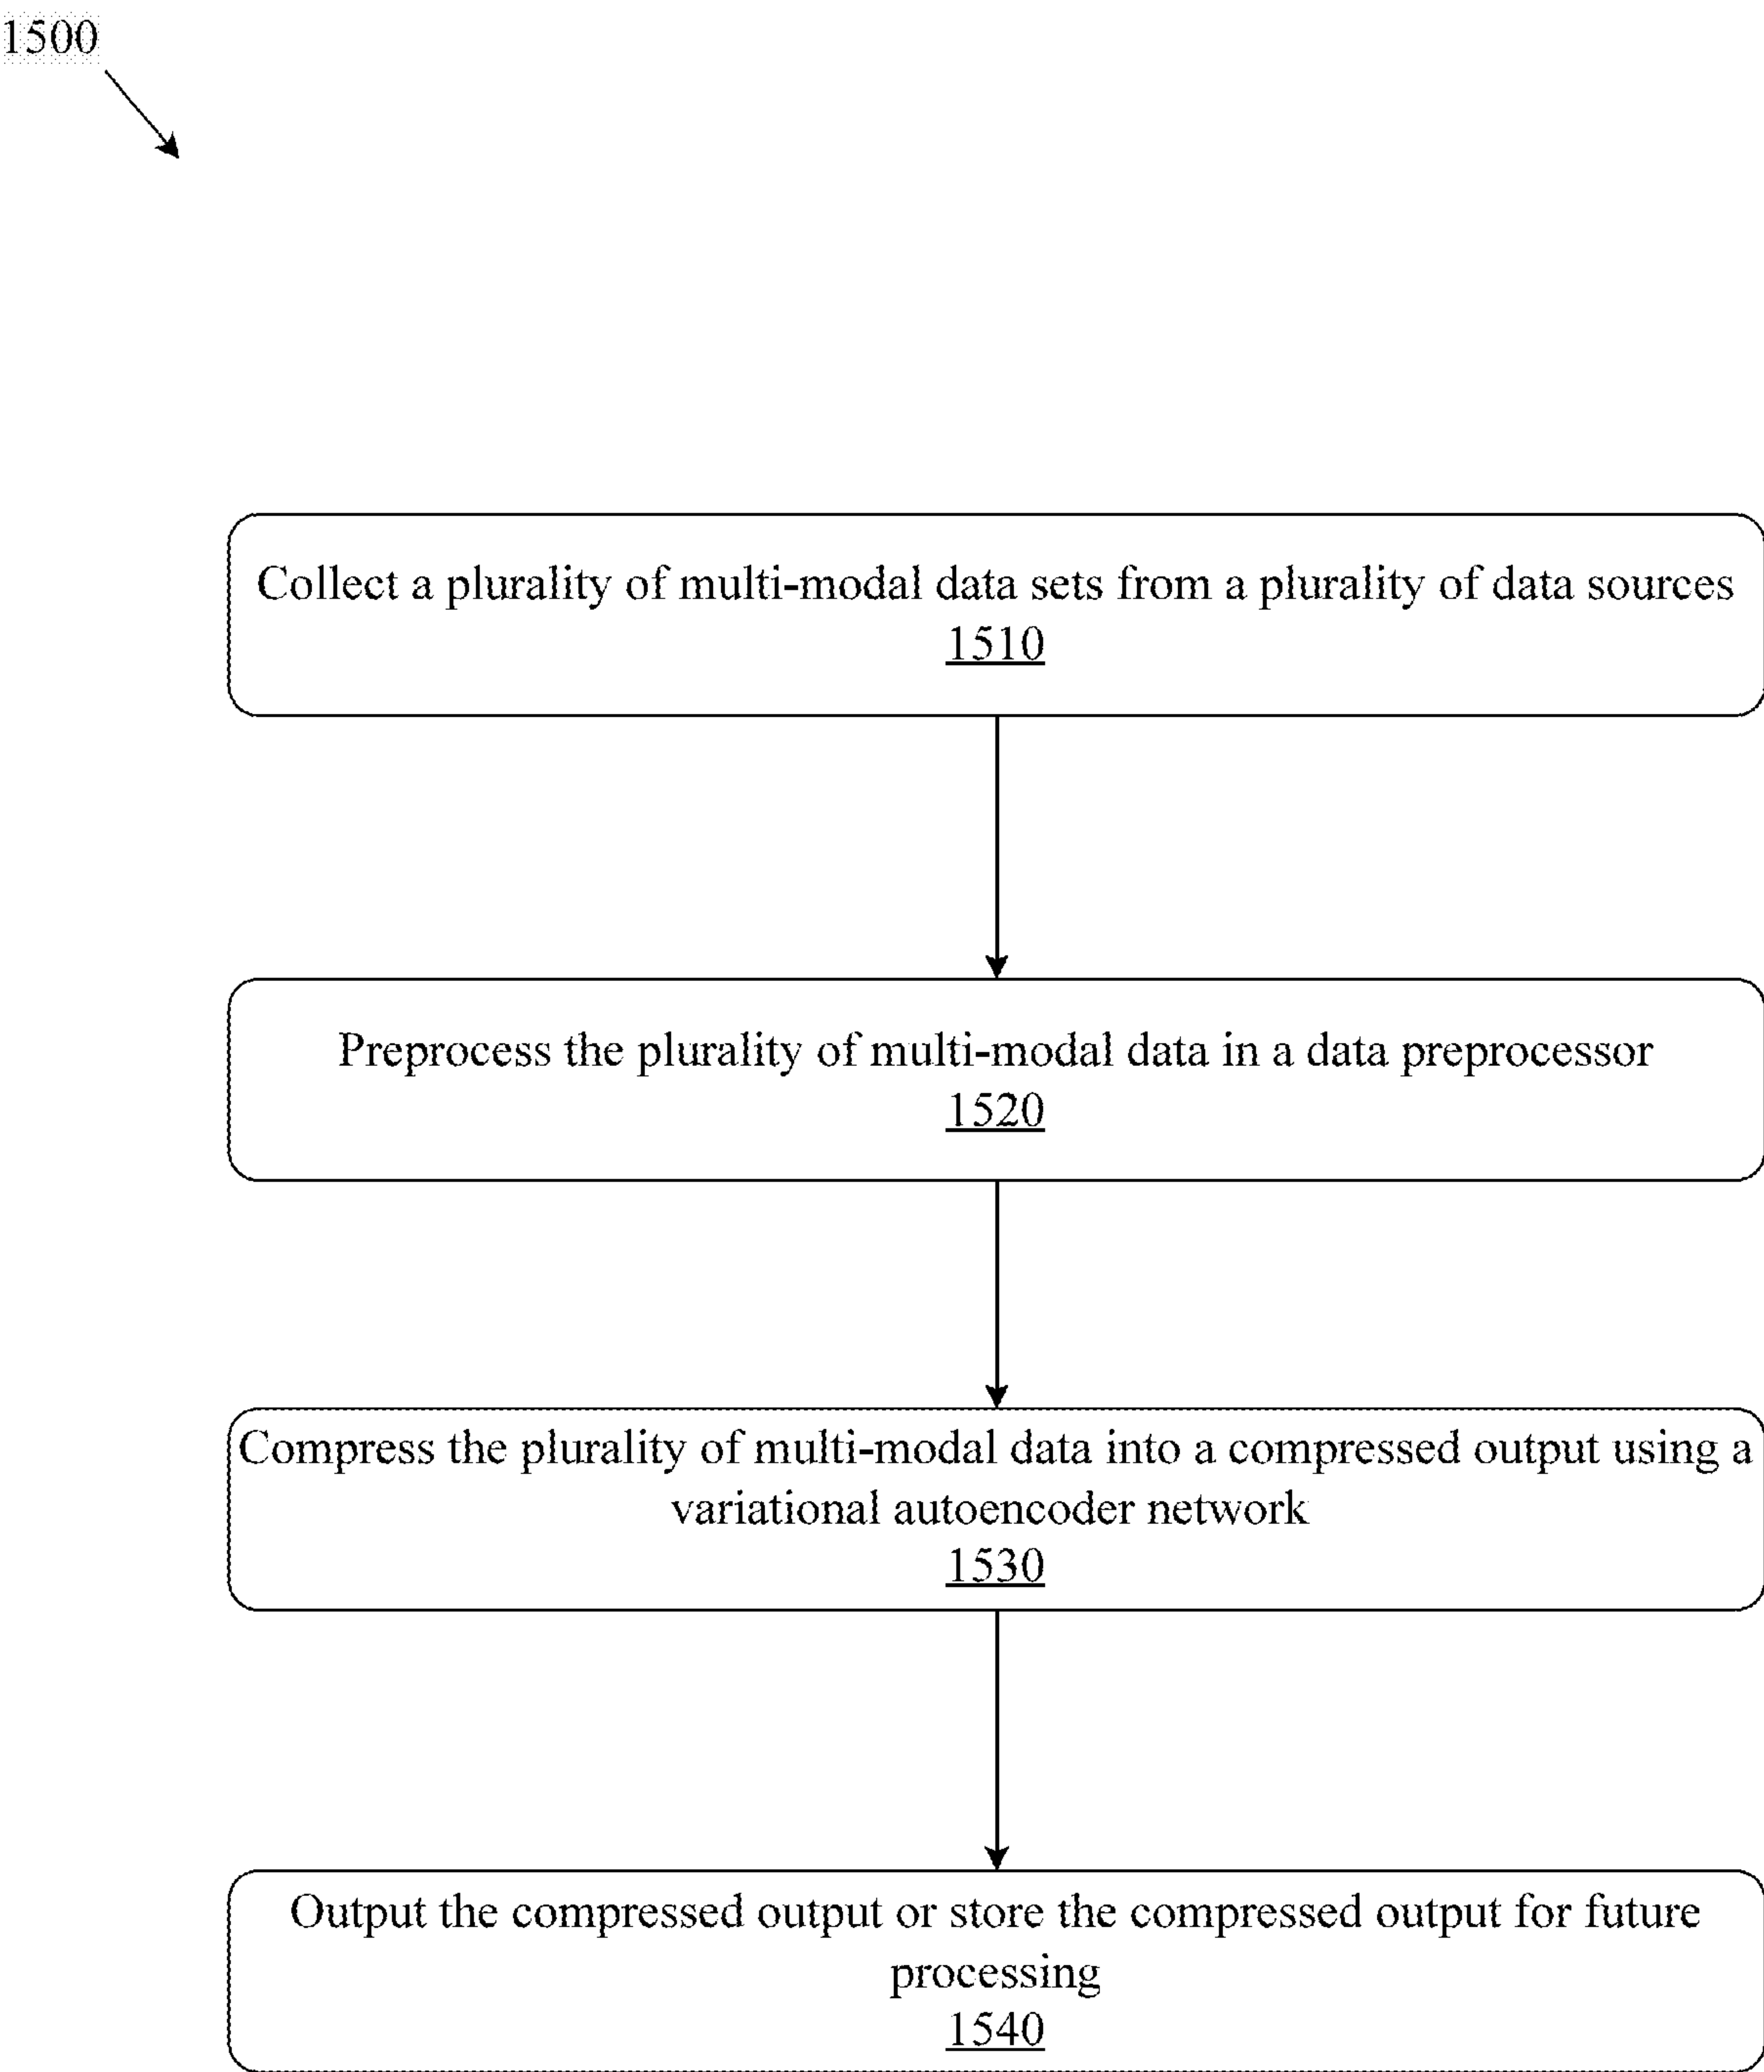 1500
Collect a plurality of multi-modal data sets from a plurality of data sources
1510
Preprocess the plurality of multi-modal data in a data preprocessor
1520
Compress the plurality of multi-modal data into a compressed output using a
variational autoencoder network
1530
Output the compressed output or store the compressed output for future
processing
1540